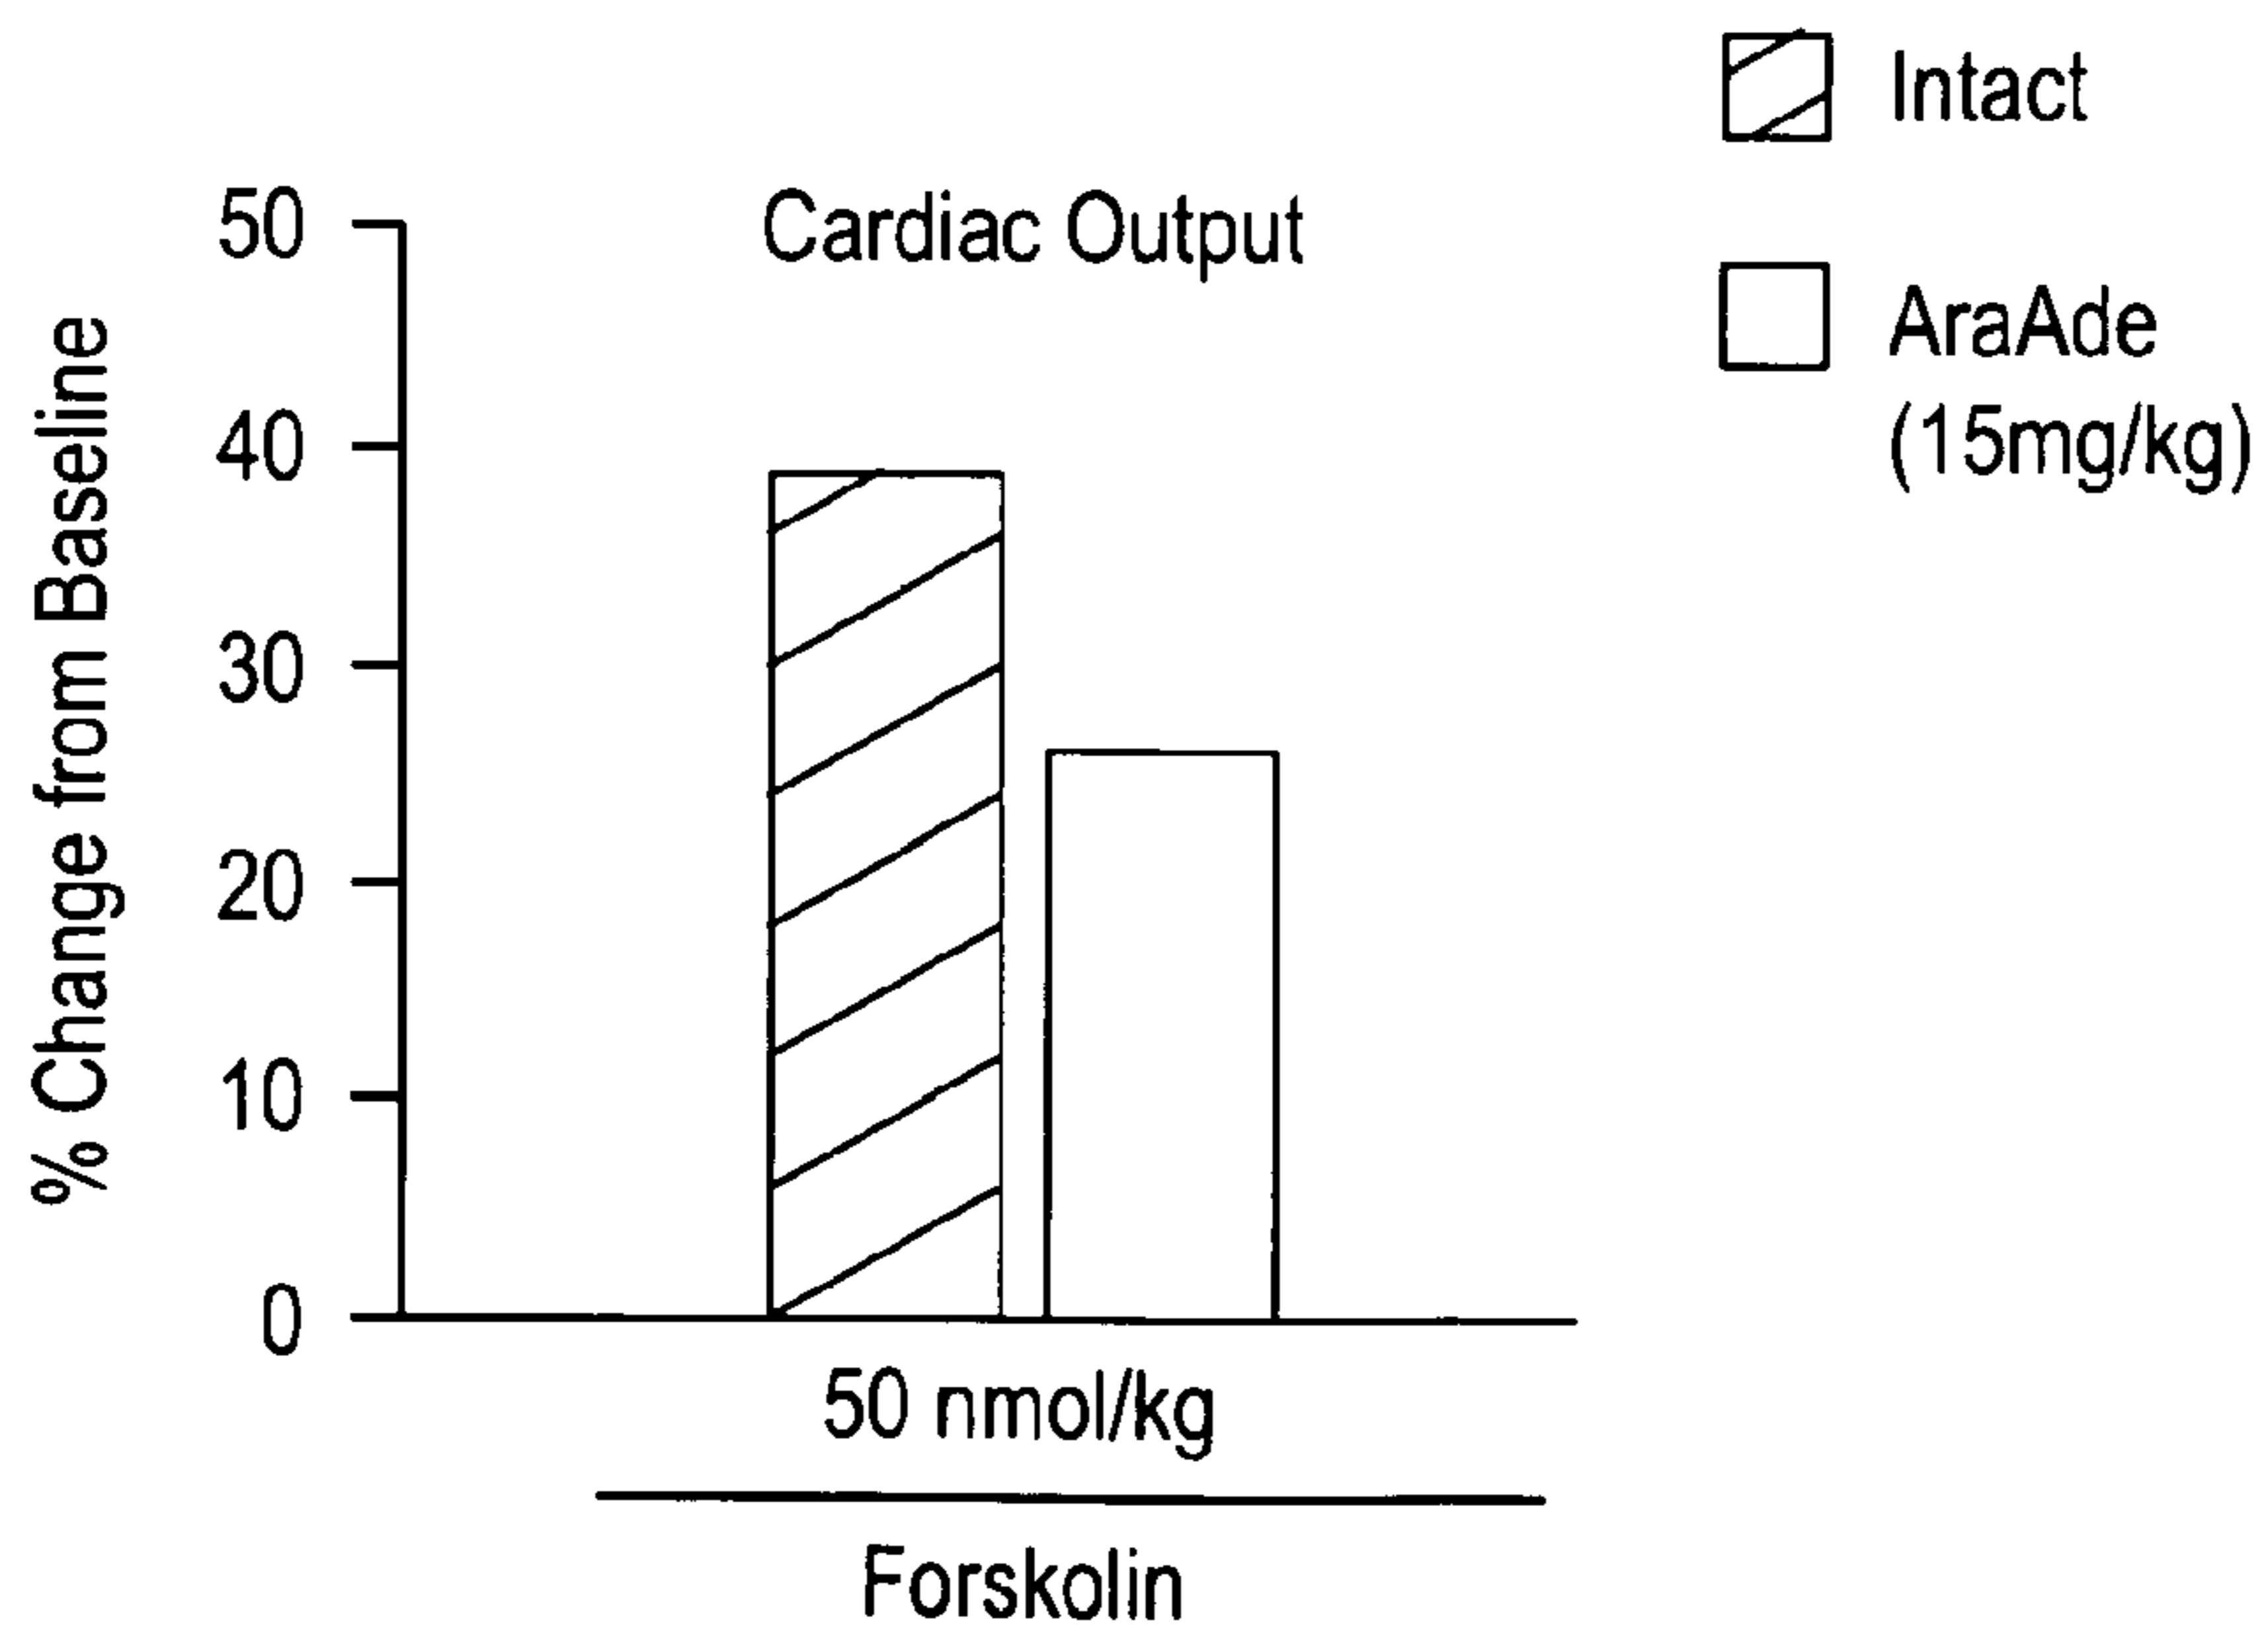 Intact
AraAde
(15mg/kg)
Cardiac Output
% Change from Baseline
50
40
30
20
10
0
50 nmol/kg
Forskolin